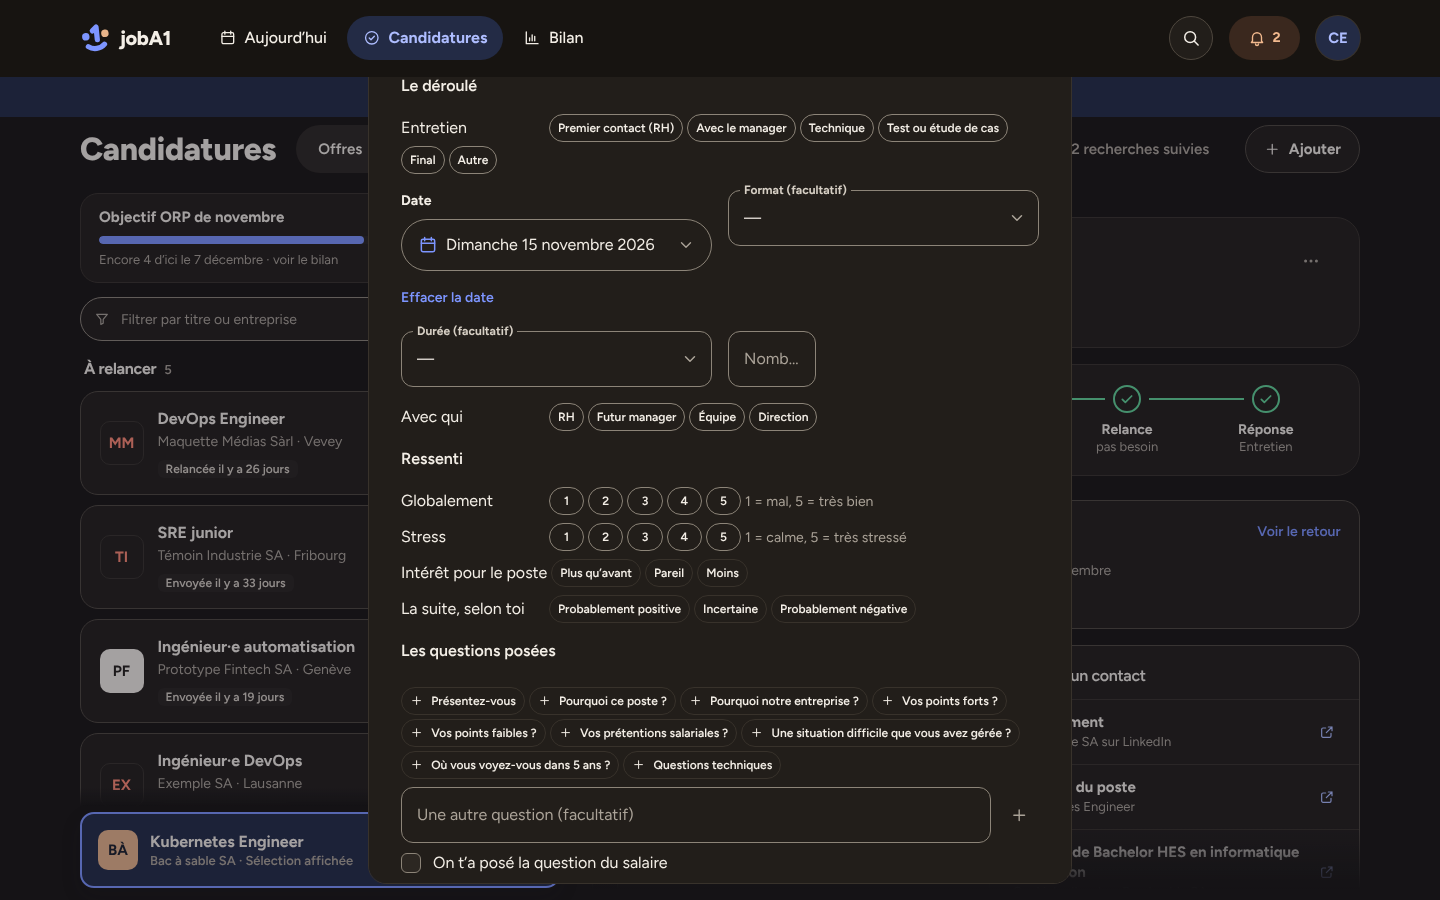 jobA1
Aujourd’hui
Candidatures
Bilan
2
CE
Candidatures
Offres
2 recherches suivies
Ajouter
Objectif ORP de novembre
Encore 4 d’ici le 7 décembre · voir le bilan
Filtrer par titre ou entreprise
À relancer 5
MM
DevOps Engineer
Maquette Médias Sàrl · Vevey
Relancée il y a 26 jours
TI
SRE junior
Témoin Industrie SA · Fribourg
Envoyée il y a 33 jours
PF
Ingénieur·e automatisation
Prototype Fintech SA · Genève
Envoyée il y a 19 jours
EX
Ingénieur·e DevOps
Exemple SA · Lausanne
BÀ
Kubernetes Engineer
Bac à sable SA · Sélection affichée
Le déroulé
Entretien
Premier contact (RH)
Avec le manager
Technique
Test ou étude de cas
Final
Autre
Date
Dimanche 15 novembre 2026
Format (facultatif)
—
Effacer la date
Durée (facultatif)
—
Nomb...
Avec qui
RH
Futur manager
Équipe
Direction
Ressenti
Globalement
1 2 3 4 5 1 = mal, 5 = très bien
Stress
1 2 3 4 5 1 = calme, 5 = très stressé
Intérêt pour le poste
Plus qu’avant
Pareil
Moins
La suite, selon toi
Probablement positive
Incertaine
Probablement négative
Les questions posées
Présentez-vous
Pourquoi ce poste ?
Pourquoi notre entreprise ?
Vos points forts ?
Vos points faibles ?
Vos prétentions salariales ?
Une situation difficile que vous avez gérée ?
Où vous voyez-vous dans 5 ans ?
Questions techniques
Une autre question (facultatif)
On t’a posé la question du salaire
Relance
pas besoin
Réponse
Entretien
Voir le retour
embre
un contact
ment
e SA sur LinkedIn
du poste
es Engineer
de Bachelor HES en informatique
on